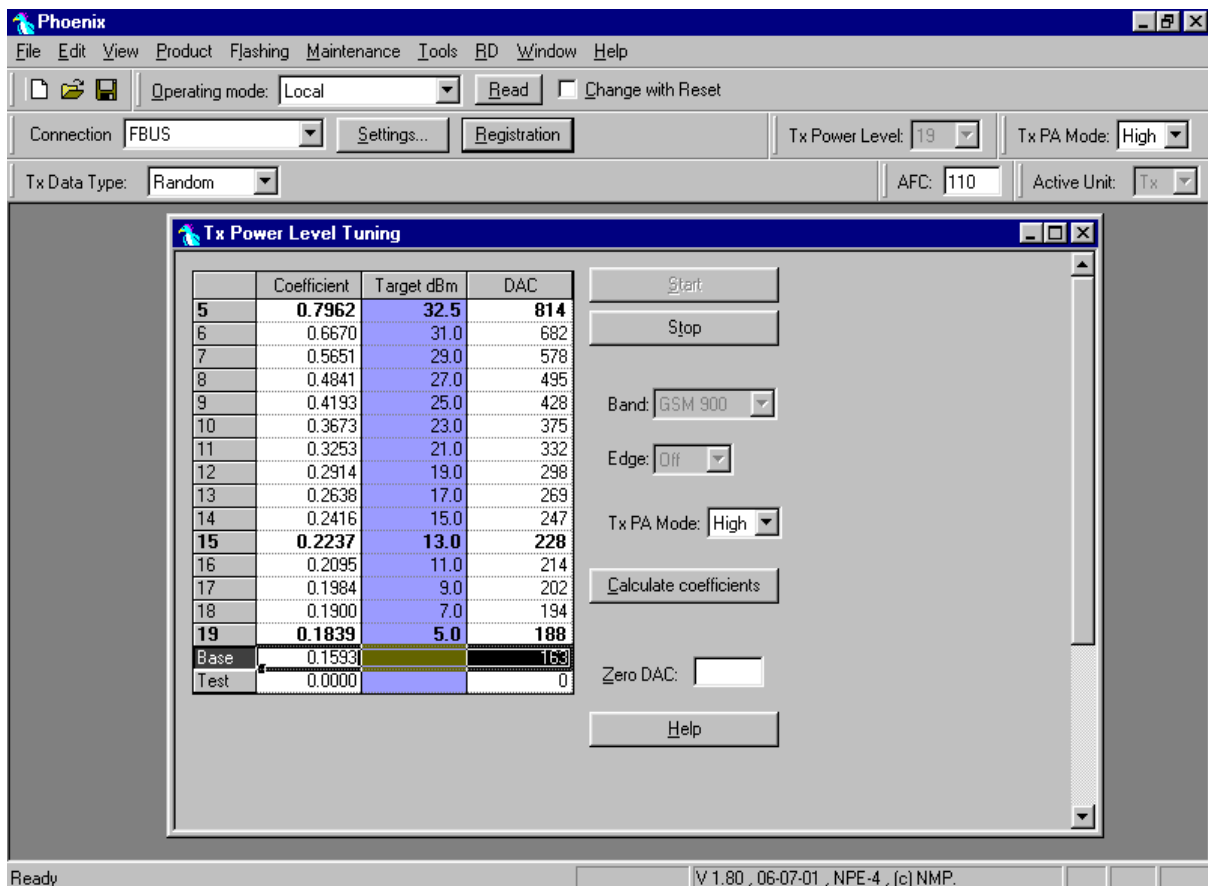 Phoenix
File Edit View Product Flashing Maintenance Tools RD Window Help
Operating mode: Local Read Change with Reset
Connection FBUS Settings... Registration Tx Power Level: 19 Tx PA Mode: High
Tx Data Type: Random AFC: 110 Active Unit: Tx
Tx Power Level Tuning
Coefficient Target dBm DAC
5 0.7962 32.5 814
6 0.6670 31.0 682
7 0.5651 29.0 578
8 0.4841 27.0 495
9 0.4193 25.0 428
10 0.3673 23.0 375
11 0.3253 21.0 332
12 0.2914 19.0 298
13 0.2638 17.0 269
14 0.2416 15.0 247
15 0.2237 13.0 228
16 0.2095 11.0 214
17 0.1984 9.0 202
18 0.1900 7.0 194
19 0.1839 5.0 188
Base 0.1593 163
Test 0.0000 0
Start
Stop
Band: GSM 900
Edge: Off
Tx PA Mode: High
Calculate coefficients
Zero DAC:
Help
Ready V 1.80 , 06-07-01 , NPE-4 , (c) NMP.